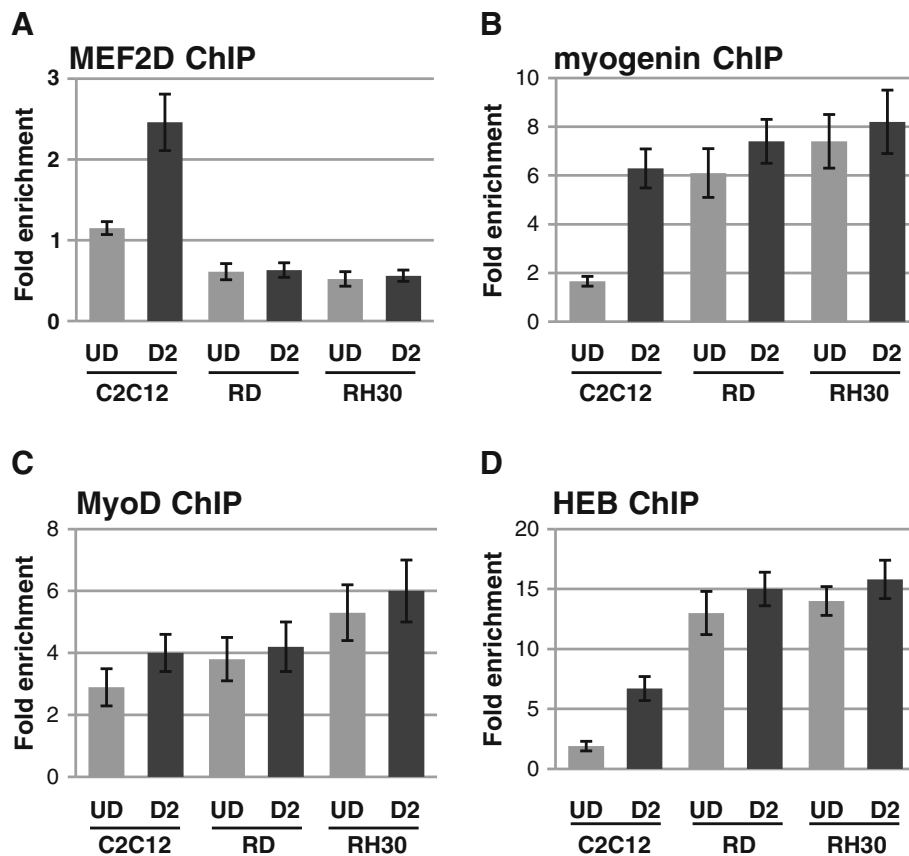 A
MEF2D ChIP
Fold enrichment
3
2
1
0
UD D2 UD D2 UD D2
C2C12 RD RH30
B
myogenin ChIP
Fold enrichment
10
8
6
4
2
0
UD D2 UD D2 UD D2
C2C12 RD RH30
C
MyoD ChIP
Fold enrichment
8
6
4
2
0
UD D2 UD D2 UD D2
C2C12 RD RH30
D
HEB ChIP
Fold enrichment
20
15
10
5
0
UD D2 UD D2 UD D2
C2C12 RD RH30